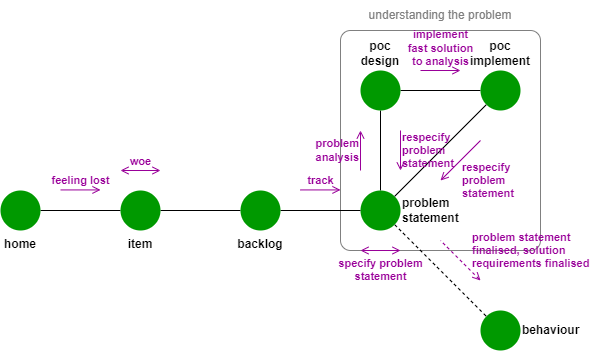 understanding the problem
implement
fast solution
to analysis
poc
design
poc
implement
problem
analysis
respecify
problem
statement
respecify
problem
statement
woe
feeling lost
track
problem
statement
home
item
backlog
specify problem
statement
problem statement
finalised, solution
requirements finalised
behaviour